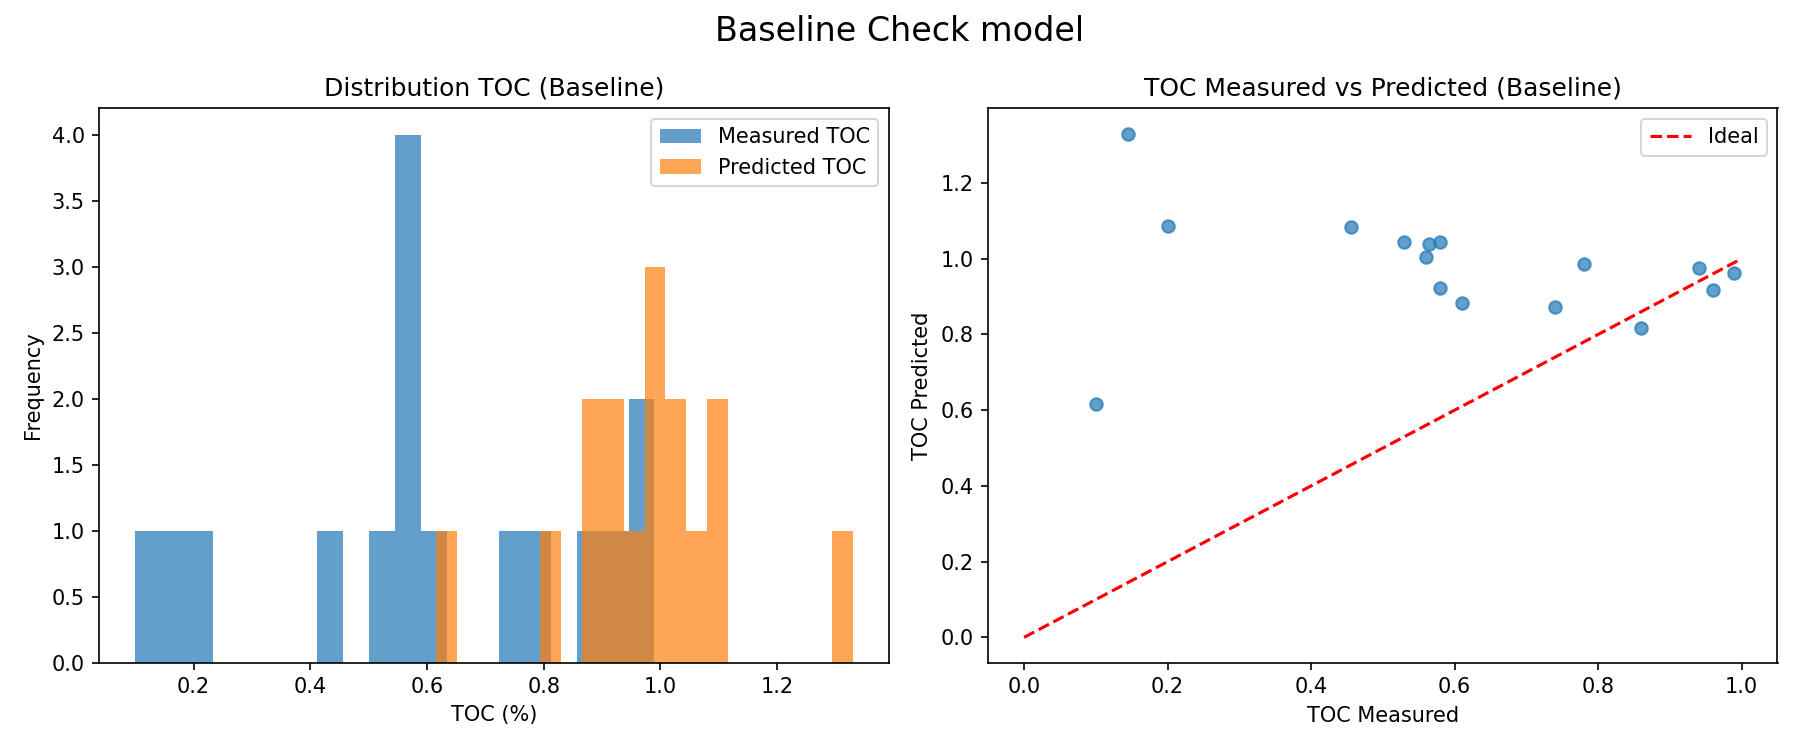 Baseline Check model
Distribution TOC (Baseline)
Frequency
4.0
3.5
3.0
2.5
2.0
1.5
1.0
0.5
0.0
Measured TOC
Predicted TOC
0.2 0.4 0.6 0.8 1.0 1.2
TOC (%)
TOC Measured vs Predicted (Baseline)
TOC Predicted
1.2
1.0
0.8
0.6
0.4
0.2
0.0
Ideal
0.0 0.2 0.4 0.6 0.8 1.0
TOC Measured